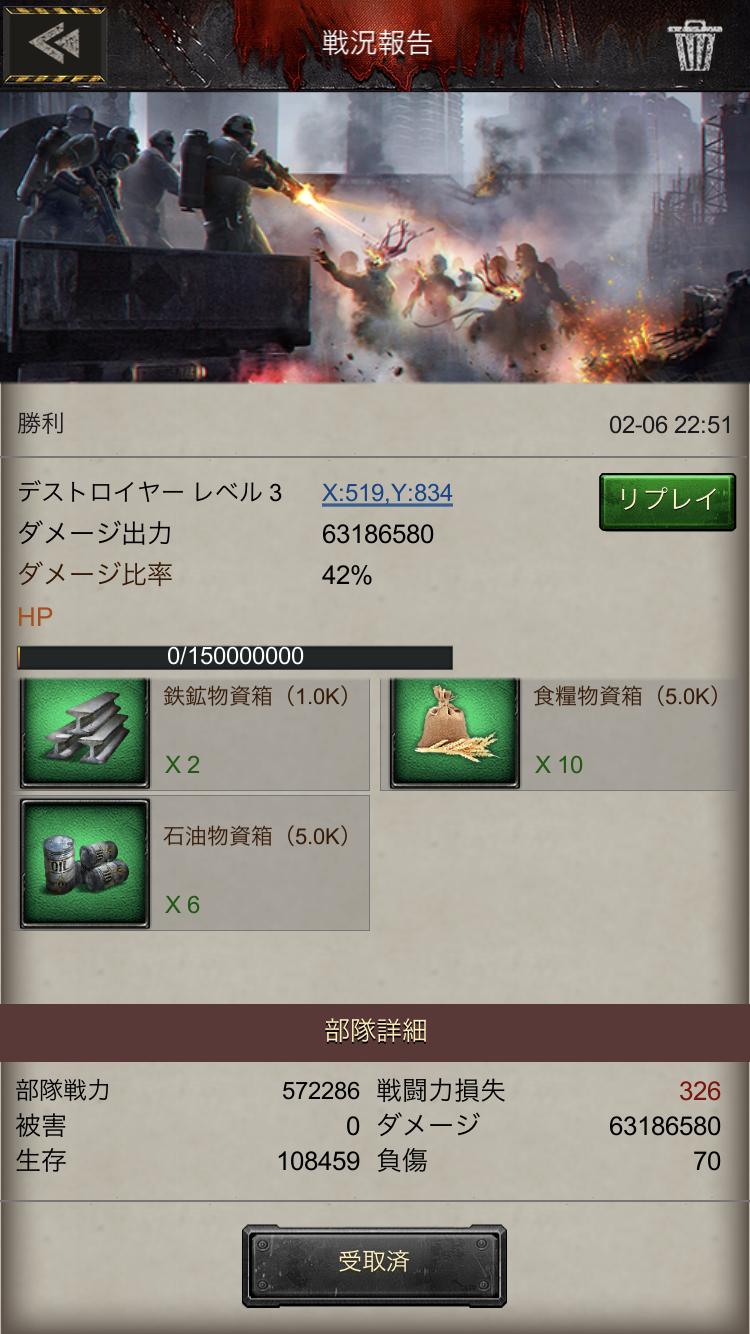 戦況報告
勝利 02-06 22:51
デストロイヤー レベル 3 X:519,Y:834 リプレイ
ダメージ出力 63186580
ダメージ比率 42%
HP
0/150000000
鉄鉱物資箱（1.0K） 食糧物資箱（5.0K）
X 2 X 10
石油物資箱（5.0K）
OIL
X 6
部隊詳細
部隊戦力 572286 戦闘力損失 326
被害 0 ダメージ 63186580
生存 108459 負傷 70
受取済